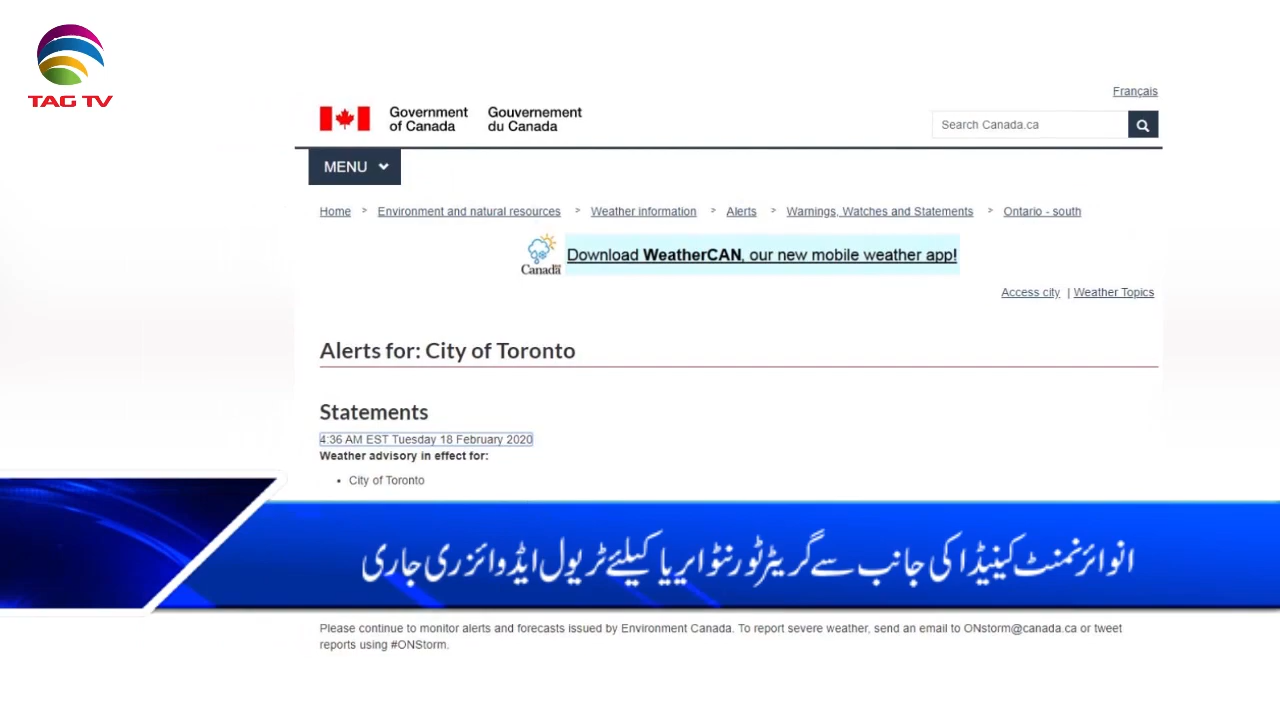 TAG TV
Français
Government of Canada
Gouvernement du Canada
Search Canada.ca
MENU
Home > Environment and natural resources > Weather information > Alerts > Warnings, Watches and Statements > Ontario - south
Canada
Download WeatherCAN, our new mobile weather app!
Access city | Weather Topics
Alerts for: City of Toronto
Statements
4:36 AM EST Tuesday 18 February 2020
Weather advisory in effect for:
• City of Toronto
انوائرنمنٹ کینیڈا کی جانب سے گریٹر ٹورنٹو ایریا کیلئے ٹریول ایڈوائزری جاری
Please continue to monitor alerts and forecasts issued by Environment Canada. To report severe weather, send an email to ONstorm@canada.ca or tweet
reports using #ONStorm.